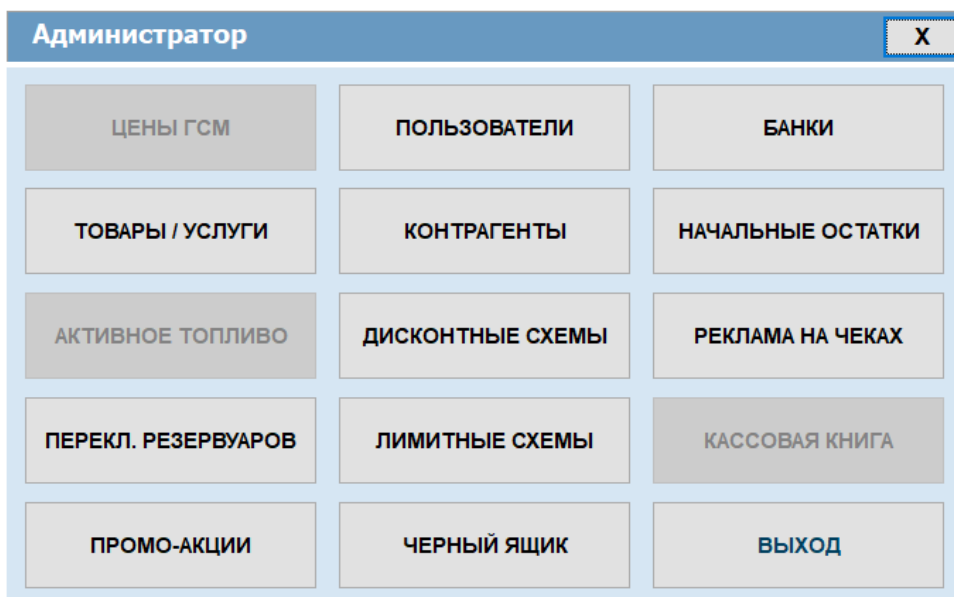 Администратор
X
ЦЕНЫ ГСМ
ПОЛЬЗОВАТЕЛИ
БАНКИ
ТОВАРЫ / УСЛУГИ
КОНТРАГЕНТЫ
НАЧАЛЬНЫЕ ОСТАТКИ
АКТИВНОЕ ТОПЛИВО
ДИСКОНТНЫЕ СХЕМЫ
РЕКЛАМА НА ЧЕКАХ
ПЕРЕКЛ. РЕЗЕРВУАРОВ
ЛИМИТНЫЕ СХЕМЫ
КАССОВАЯ КНИГА
ПРОМО-АКЦИИ
ЧЕРНЫЙ ЯЩИК
ВЫХОД